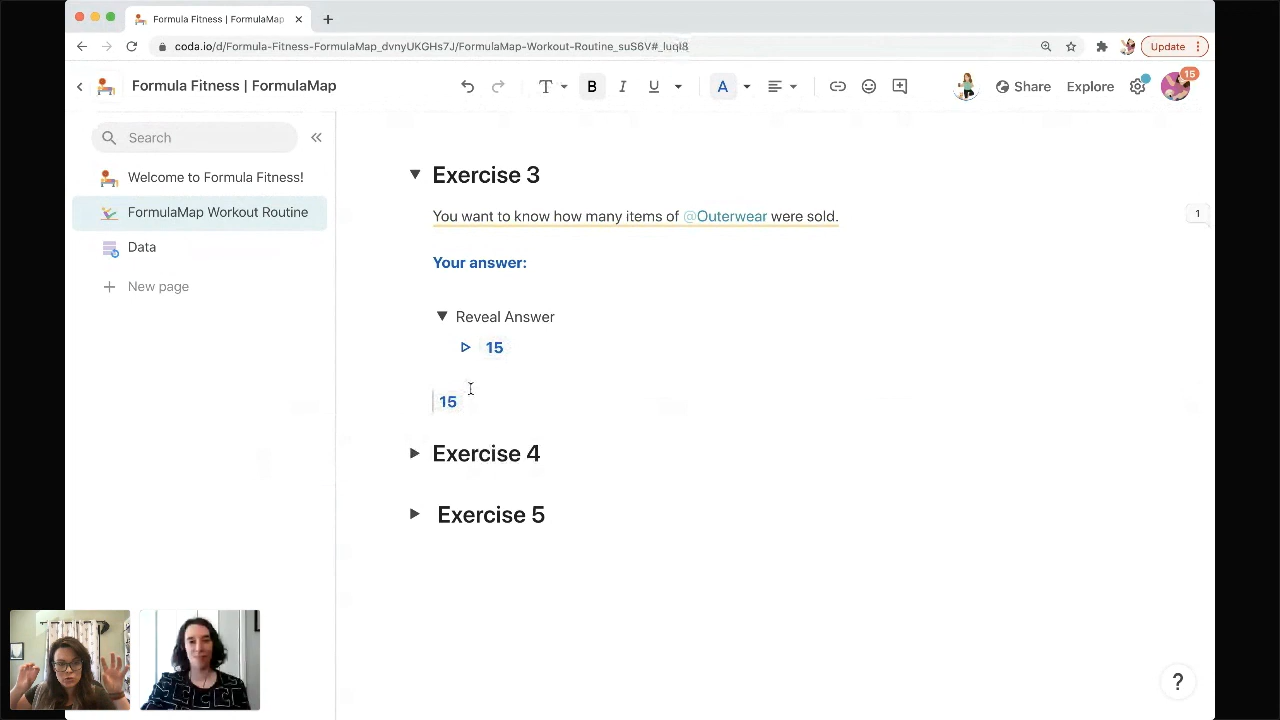 Formula Fitness | FormulaMap
coda.io/d/Formula-Fitness-FormulaMap_dvnyUKGHs7J/FormulaMap-Workout-Routine_suS6V#_luqi8
Update
Formula Fitness | FormulaMap
T
B
I
U
A
Share
Explore
15
Search
Welcome to Formula Fitness!
FormulaMap Workout Routine
Data
New page
Exercise 3
You want to know how many items of @Outerwear were sold.
1
Your answer:
Reveal Answer
15
15
Exercise 4
Exercise 5
?